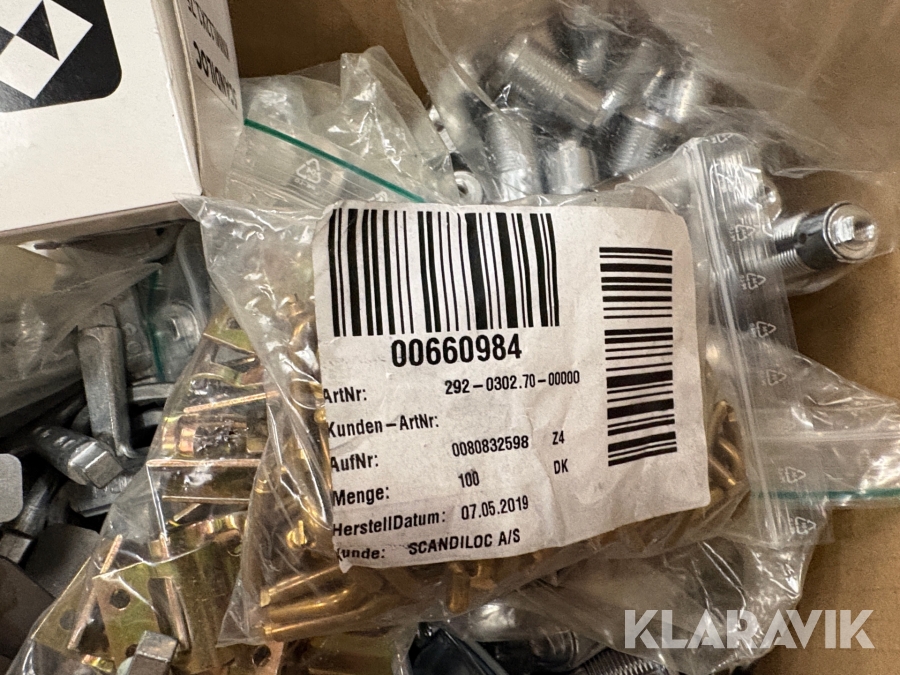 SCANDILOC
00660984
ArtNr: 292-0302.70-00000
Kunden-ArtNr:
AufNr: 0080832598 Z4
Menge: 100 DK
HerstellDatum: 07.05.2019
Kunde: SCANDILOC A/S
KLARAVIK